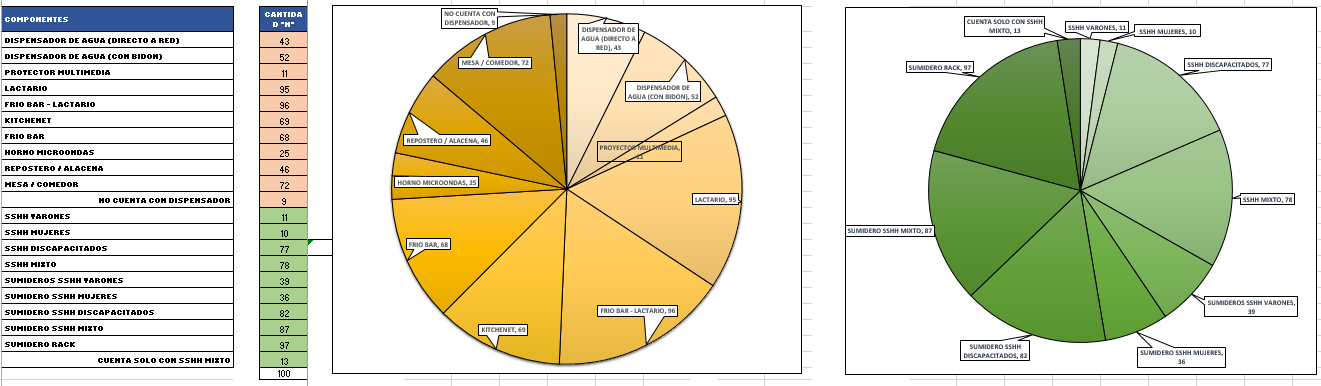 COMPONENTES
CANTIDA
D "N"
DISPENSADOR DE AGUA (DIRECTO A RED) 43
DISPENSADOR DE AGUA (CON BIDON) 52
PROTECTOR MULTIMEDIA 11
LACTARIO 95
FRIO BAR - LACTARIO 96
KITCHENET 69
FRIO BAR 68
HORNO MICROONDAS 25
REPOSTERO / ALACENA 46
MESA / COMEDOR 72
NO CUENTA CON DISPENSADOR 9
SSHH VARONES 11
SSHH MUJERES 10
SSHH DISCAPACITADOS 77
SSHH MIXTO 78
SUMIDEROS SSHH VARONES 39
SUMIDERO SSHH MUJERES 36
SUMIDERO SSHH DISCAPACITADOS 82
SUMIDERO SSHH MIXTO 87
SUMIDERO RACK 97
CUENTA SOLO CON SSHH MIXTO 13
100
NO CUENTA CON
DISPENSADOR, 9
DISPENSADOR DE
AGUA (DIRECTO A
RED), 43
MESA / COMEDOR, 72
DISPENSADOR DE
AGUA (CON BIDON), 52
REPOSTERO / ALACENA, 46
PROYECTOR MULTIMEDIA,
11
HORNO MICROONDAS, 25
LACTARIO, 95
FRIO BAR, 68
FRIO BAR - LACTARIO, 96
KITCHENET, 69
CUENTA SOLO CON SSHH
MIXTO, 13
SSHH VARONES, 11
SSHH MUJERES, 10
SUMIDERO RACK, 97
SSHH DISCAPACITADOS, 77
SSHH MIXTO, 78
SUMIDERO SSHH MIXTO, 87
SUMIDEROS SSHH VARONES,
39
SUMIDERO SSHH
DISCAPACITADOS, 82
SUMIDERO SSHH MUJERES,
36